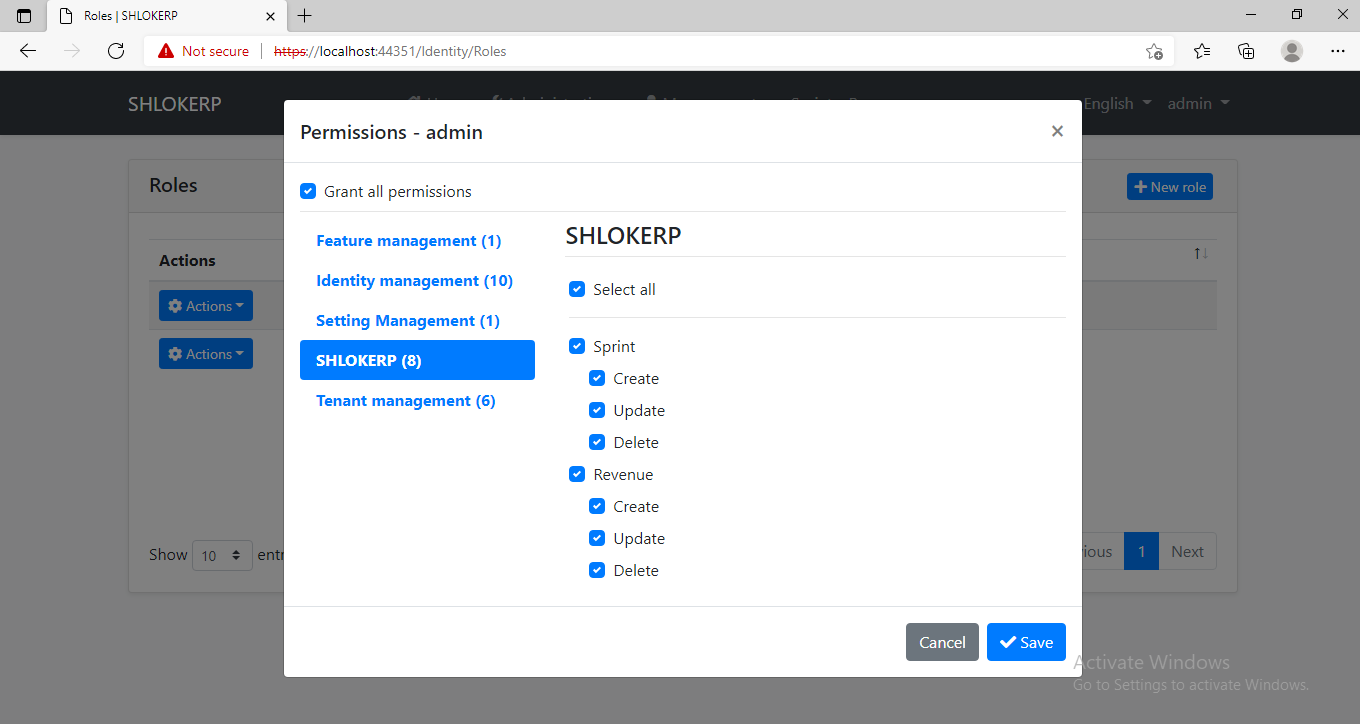 Roles | SHLOKERP
Not secure https://localhost:44351/Identity/Roles
SHLOKERP
English admin
Permissions - admin
Roles
New role
Grant all permissions
Feature management (1)
Identity management (10)
Setting Management (1)
SHLOKERP (8)
Tenant management (6)
SHLOKERP
Select all
Sprint
Create
Update
Delete
Revenue
Create
Update
Delete
Actions
Actions
Actions
Show 10 entr
ious 1 Next
Cancel Save
Activate Windows
Go to Settings to activate Windows.